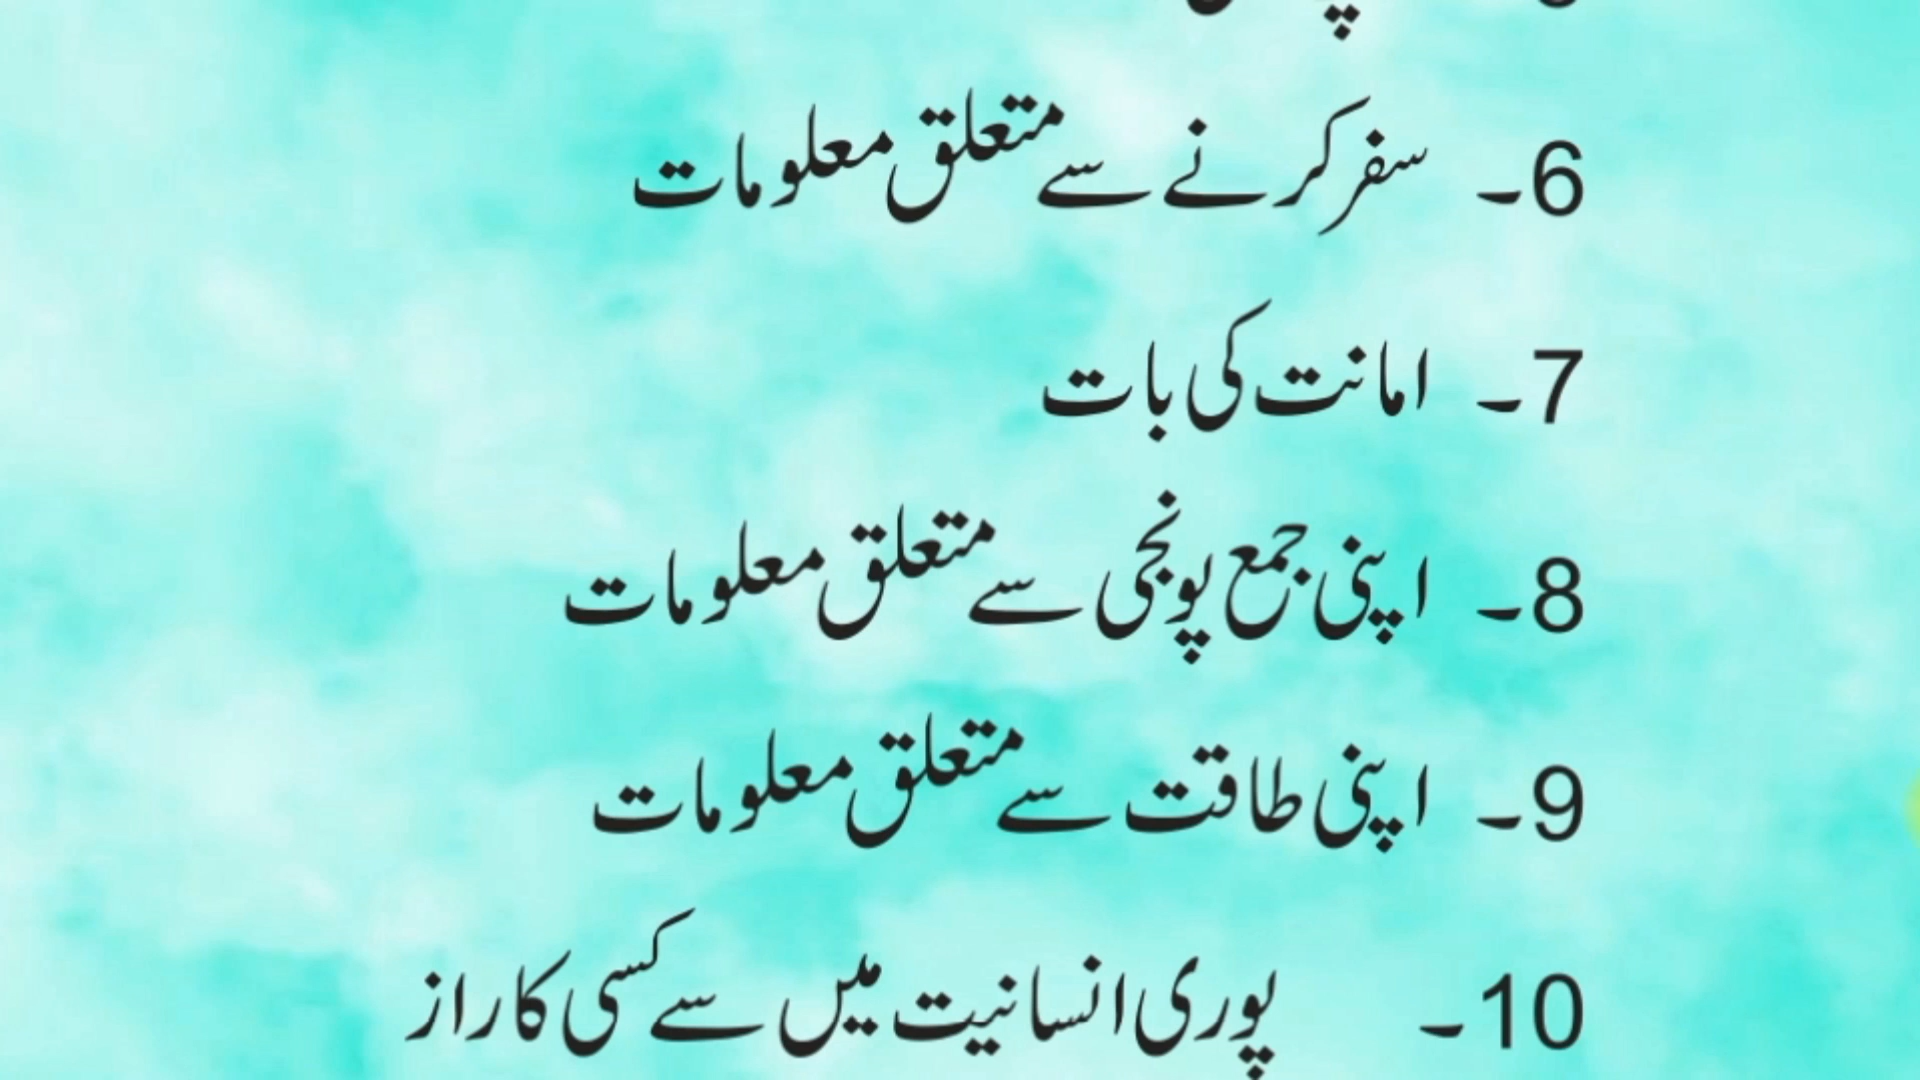 6۔ سفر کرنے سے متعلق معلومات
7۔ امانت کی بات
8۔ اپنی جمع پونجی سے متعلق معلومات
9۔ اپنی طاقت سے متعلق معلومات
10۔ پوری انسانیت میں سے کسی کا راز